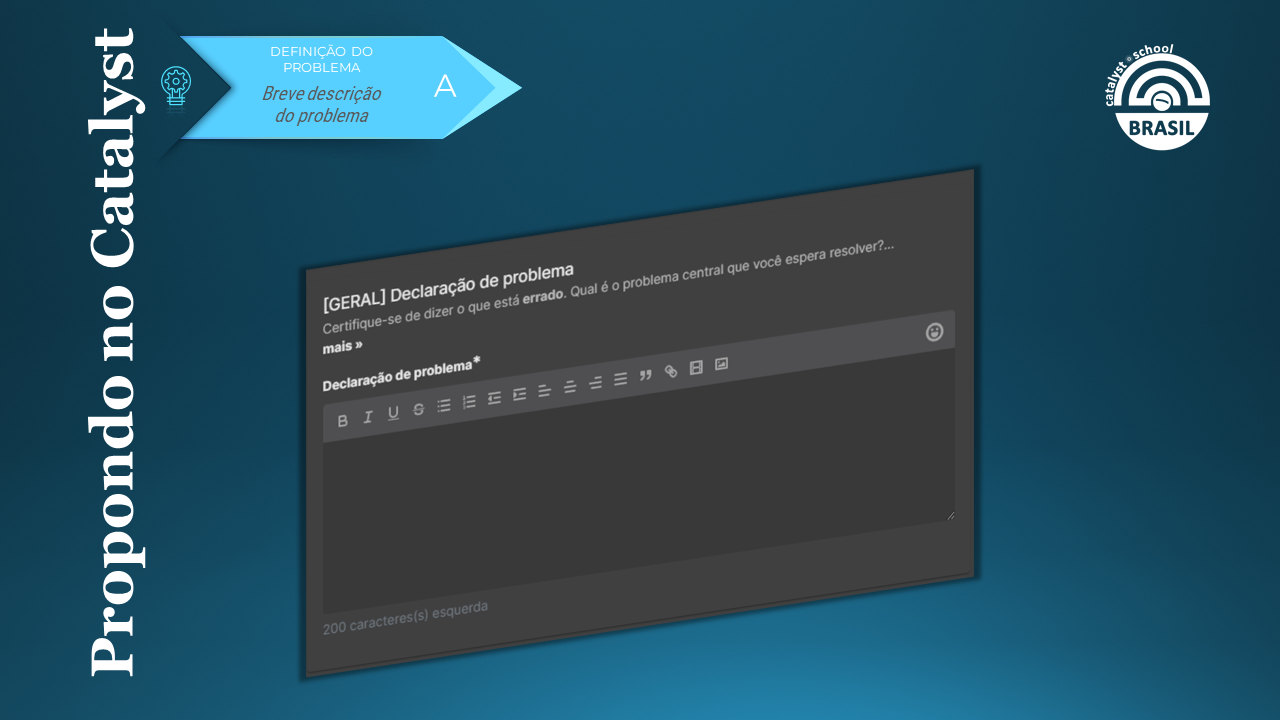 Propondo no Catalyst
DEFINIÇÃO DO
PROBLEMA
Breve descrição
do problema
A
catalyst school
BRASIL
[GERAL] Declaração de problema
Certifique-se de dizer o que está errado. Qual é o problema central que você espera resolver?...
mais »
Declaração de problema*
200 caracteres(s) esquerda